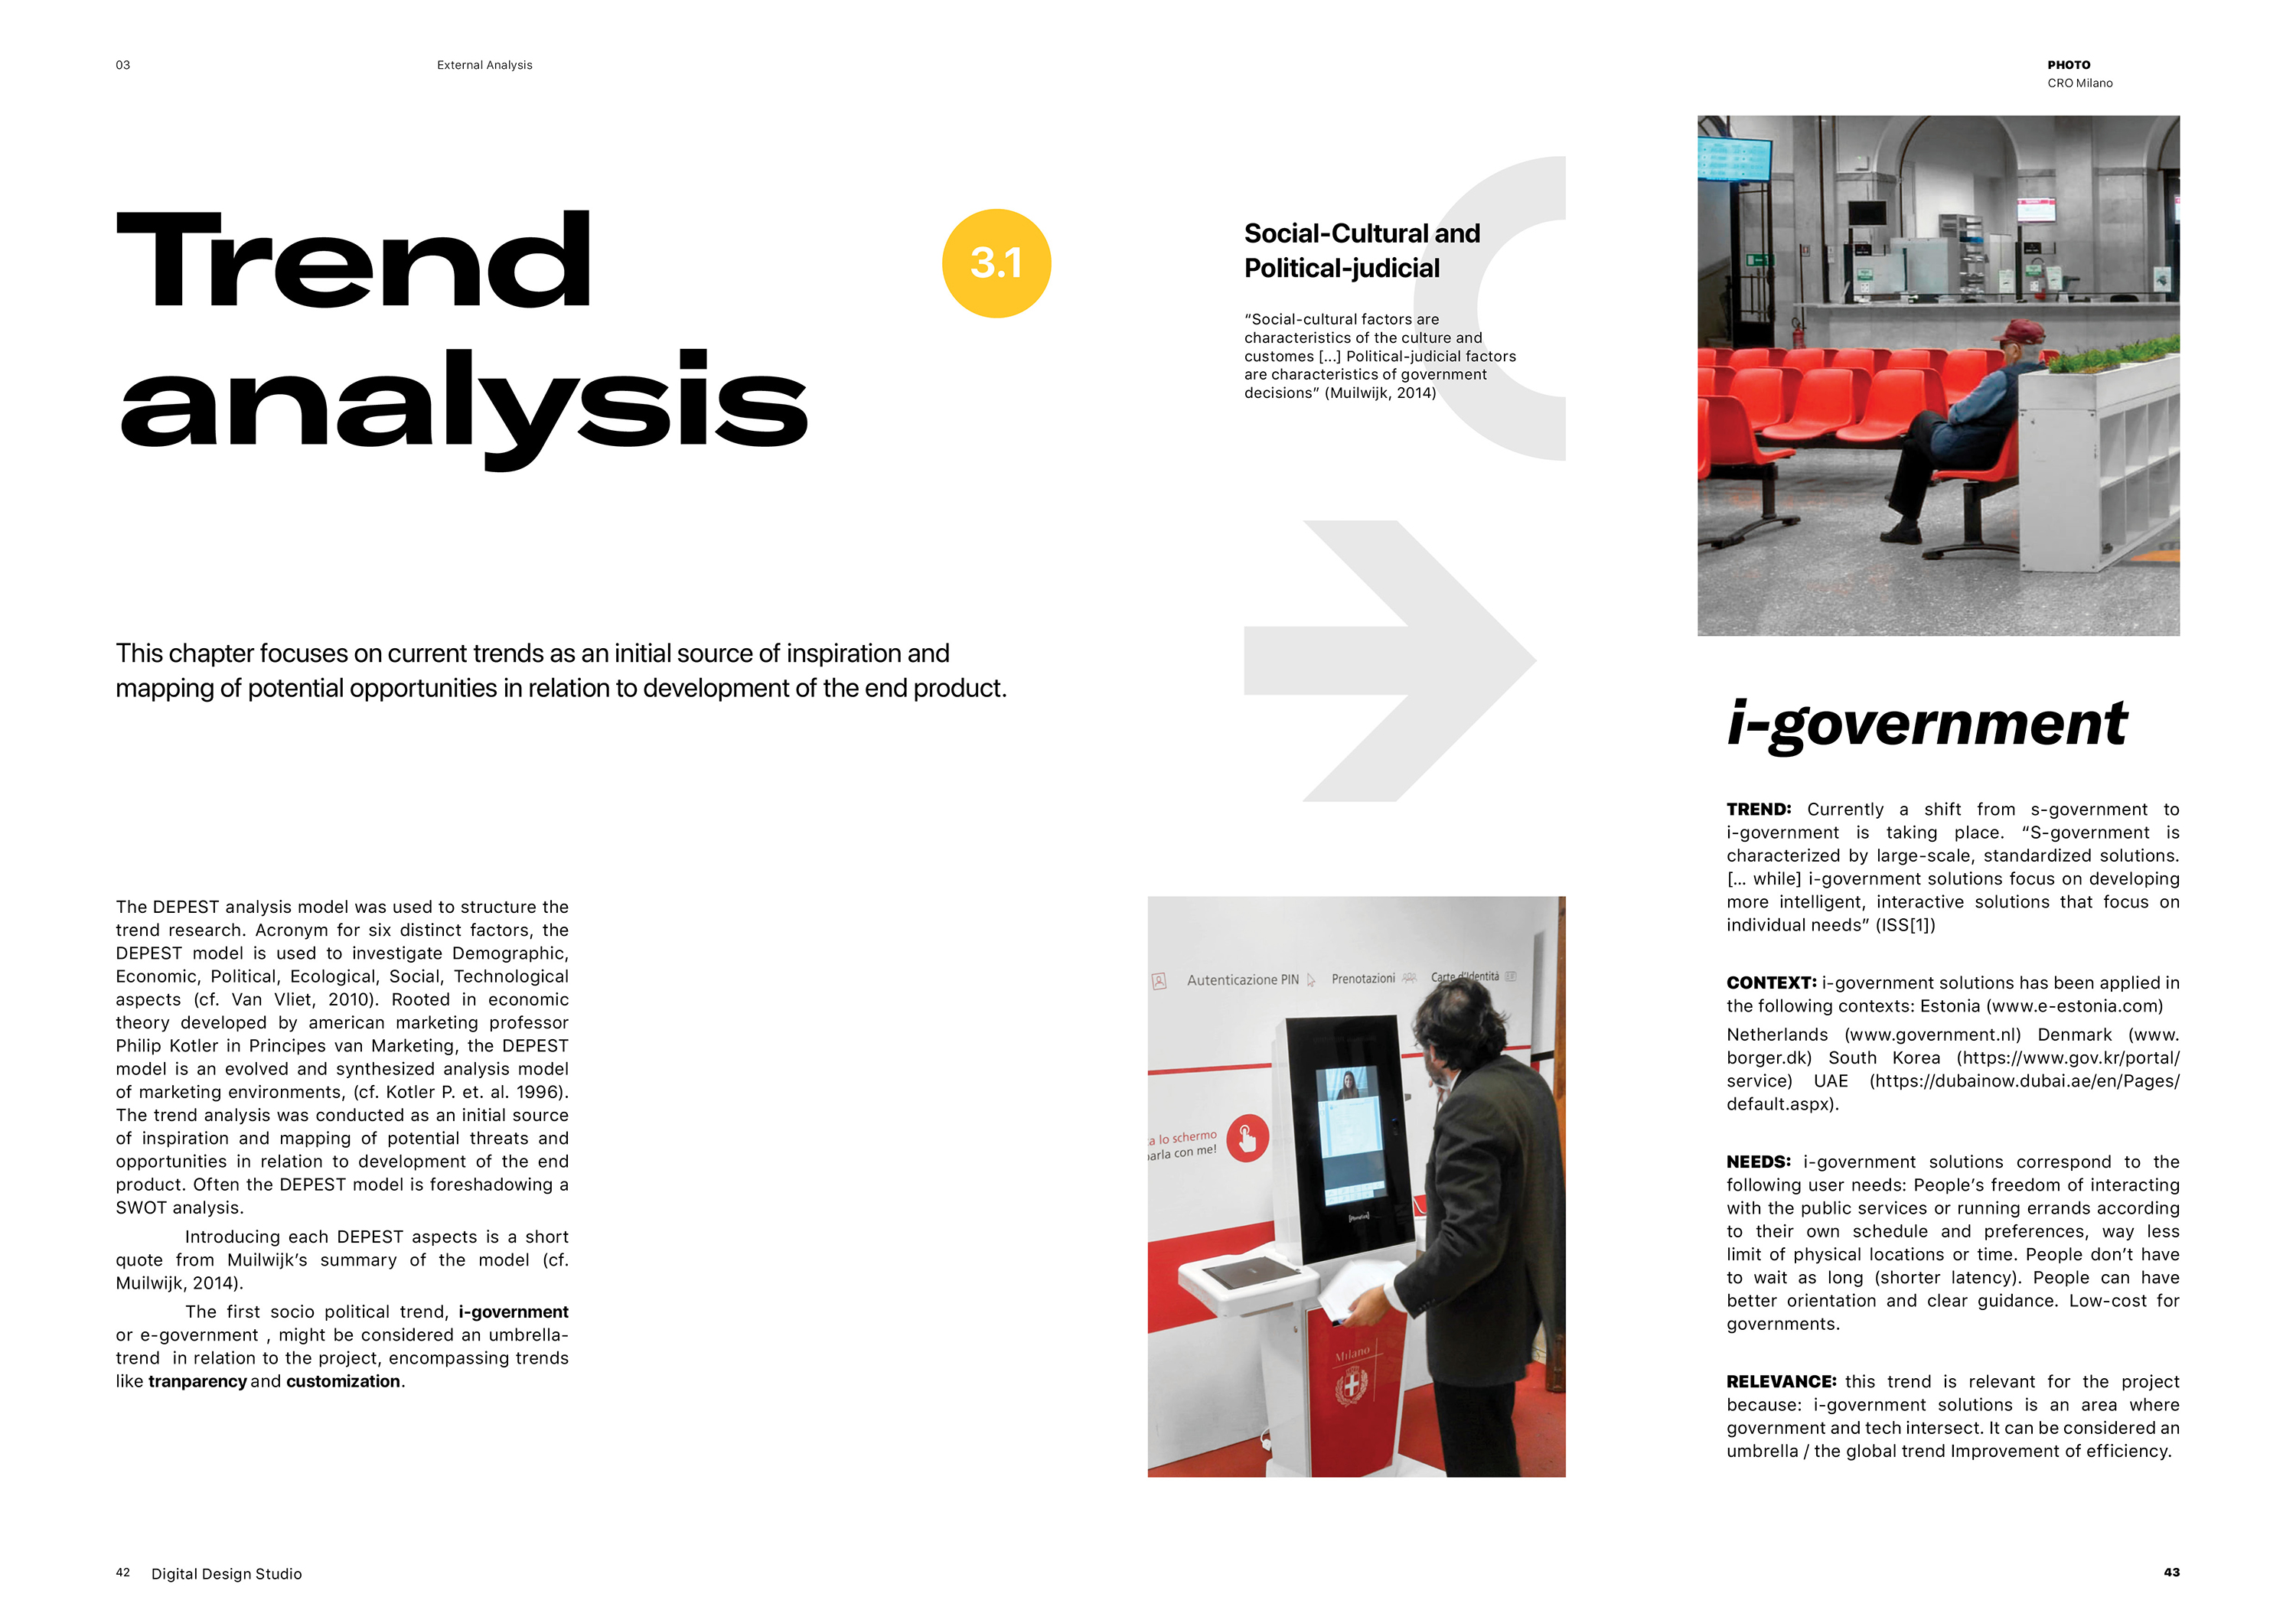 03
External Analysis
PHOTO
CRO Milano
Trend
analysis
3.1
This chapter focuses on current trends as an initial source of inspiration and
mapping of potential opportunities in relation to development of the end product.
The DEPEST analysis model was used to structure the
trend research. Acronym for six distinct factors, the
DEPEST model is used to investigate Demographic,
Economic, Political, Ecological, Social, Technological
aspects (cf. Van Vliet, 2010). Rooted in economic
theory developed by american marketing professor
Philip Kotler in Principes van Marketing, the DEPEST
model is an evolved and synthesized analysis model
of marketing environments, (cf. Kotler P. et. al. 1996).
The trend analysis was conducted as an initial source
of inspiration and mapping of potential threats and
opportunities in relation to development of the end
product. Often the DEPEST model is foreshadowing a
SWOT analysis.
Introducing each DEPEST aspects is a short
quote from Muilwijk’s summary of the model (cf.
Muilwijk, 2014).
The first socio political trend, i-government
or e-government , might be considered an umbrella-
trend in relation to the project, encompassing trends
like tranparency and customization.
Social-Cultural and
Political-judicial
“Social-cultural factors are
characteristics of the culture and
customes [...] Political-judicial factors
are characteristics of government
decisions” (Muilwijk, 2014)
Autenticazione PIN
Prenotazioni
Carte d'Identità
a lo schermo
parla con me!
Milano
i-government
TREND: Currently a shift from s-government to
i-government is taking place. “S-government is
characterized by large-scale, standardized solutions.
[... while] i-government solutions focus on developing
more intelligent, interactive solutions that focus on
individual needs” (ISS[1])
CONTEXT: i-government solutions has been applied in
the following contexts: Estonia (www.e-estonia.com)
Netherlands (www.government.nl) Denmark (www.
borger.dk) South Korea (https://www.gov.kr/portal/
service) UAE (https://dubainow.dubai.ae/en/Pages/
default.aspx).
NEEDS: i-government solutions correspond to the
following user needs: People’s freedom of interacting
with the public services or running errands according
to their own schedule and preferences, way less
limit of physical locations or time. People don’t have
to wait as long (shorter latency). People can have
better orientation and clear guidance. Low-cost for
governments.
RELEVANCE: this trend is relevant for the project
because: i-government solutions is an area where
government and tech intersect. It can be considered an
umbrella / the global trend Improvement of efficiency.
42
Digital Design Studio
43